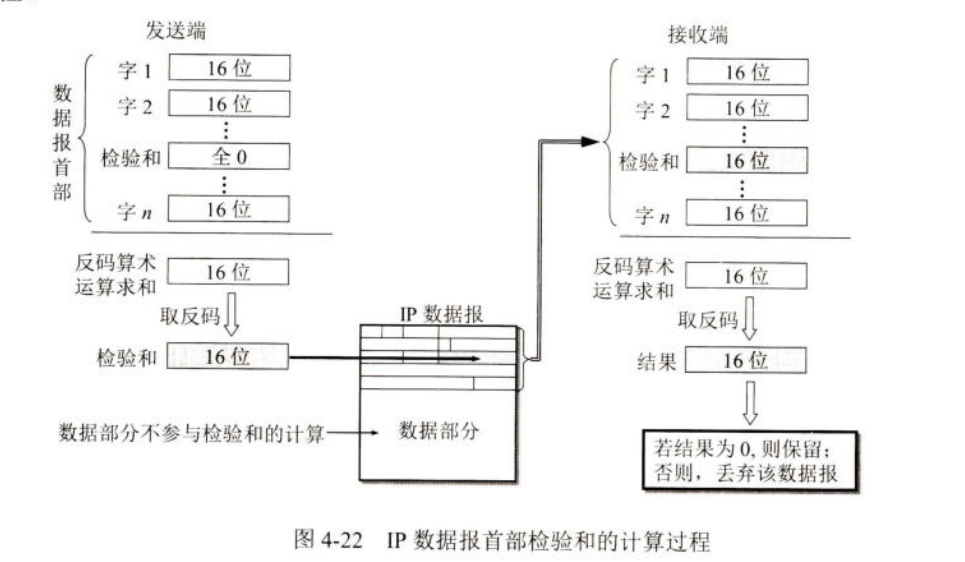 发送端
数据报首部
字 1 16 位
字 2 16 位
检验和 全 0
字 n 16 位
反码算术
运算求和 16 位
取反码
检验和 16 位
数据部分不参与检验和的计算
IP 数据报
数据部分
接收端
字 1 16 位
字 2 16 位
检验和 16 位
字 n 16 位
反码算术
运算求和 16 位
取反码
结果 16 位
若结果为 0, 则保留；
否则，丢弃该数据报
图 4-22 IP 数据报首部检验和的计算过程